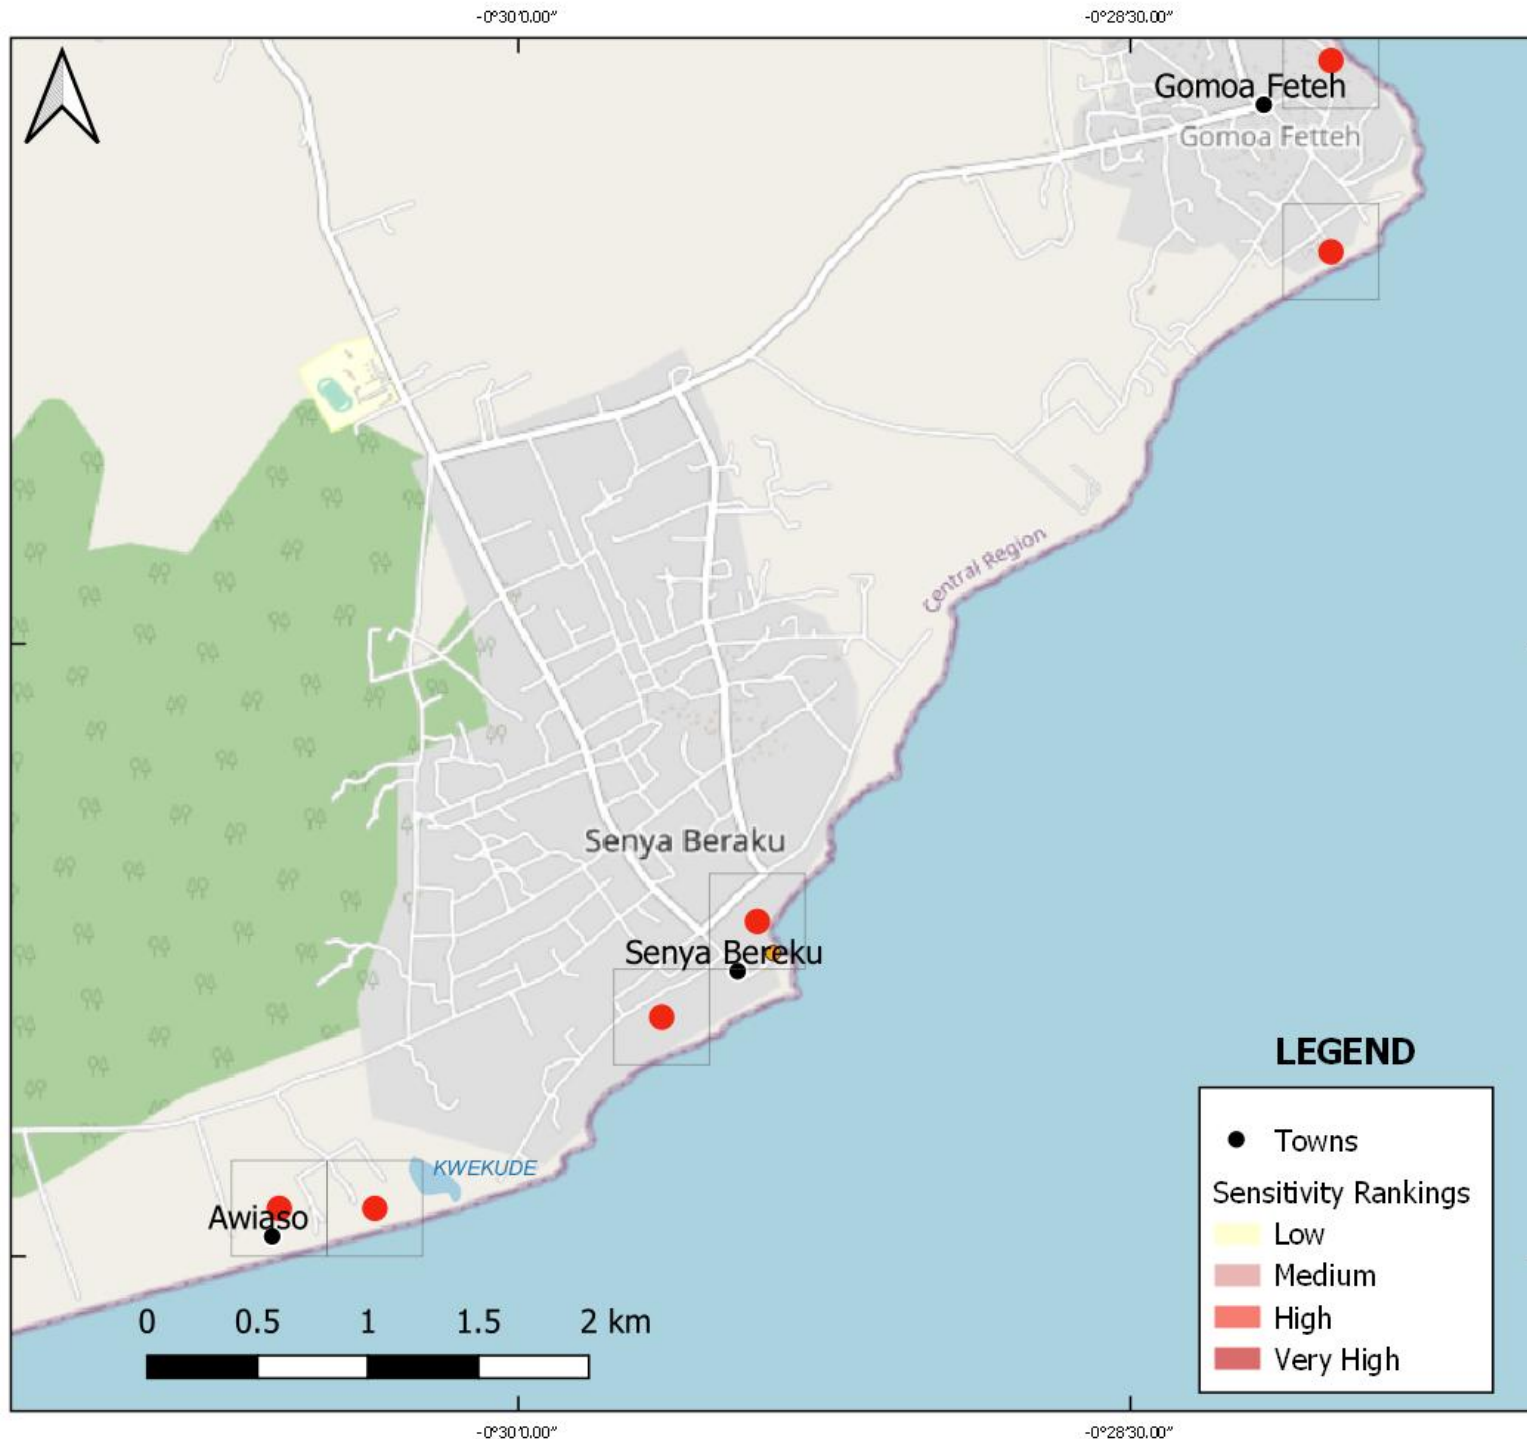 -0°30'0.00"
-0°28'30.00"
Gomoa Feteh
Gomoa Fetteh
Central Region
Senya Beraku
Senya Bereku
KWEKUDE
Awiaso
LEGEND
Towns
Sensitivity Rankings
Low
Medium
High
Very High
0 0.5 1 1.5 2 km
-0°30'0.00"
-0°28'30.00"